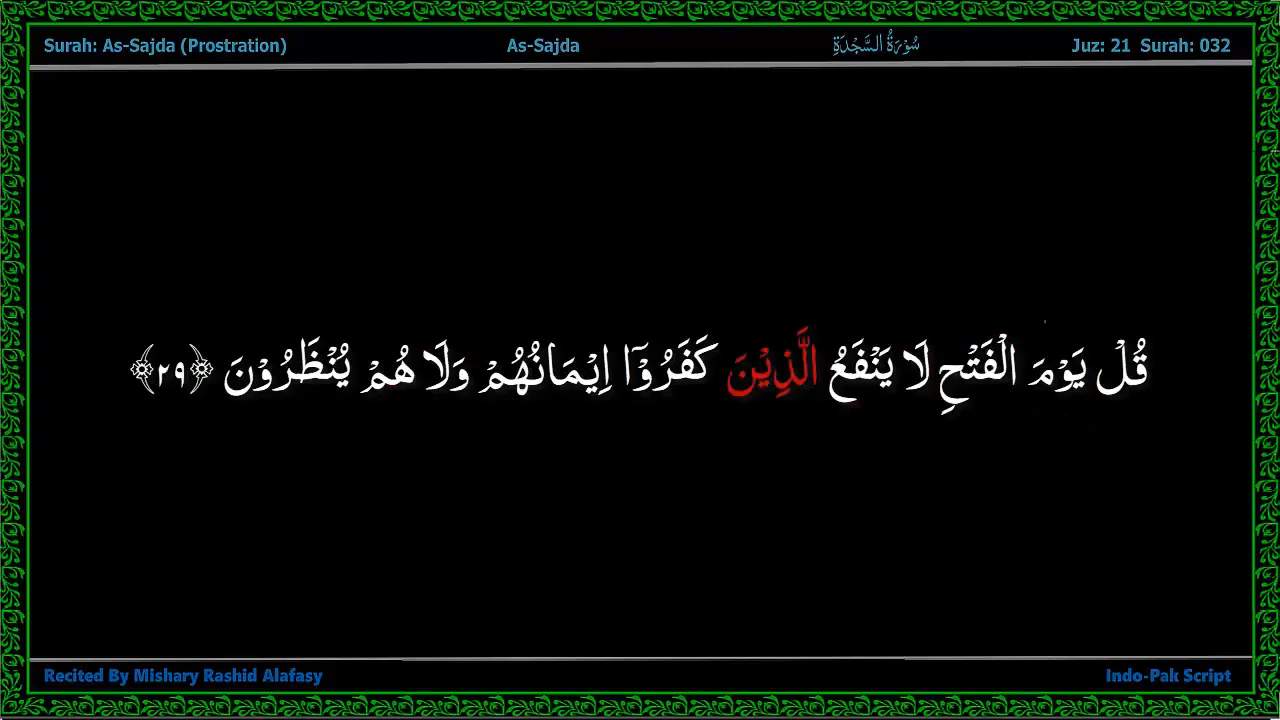 Surah: As-Sajda (Prostration) As-Sajda سُوْرَةُ السَّجْدَةِ Juz: 21 Surah: 032
قُلْ يَوْمَ الْفَتْحِ لَا يَنْفَعُ الَّذِيْنَ كَفَرُوْۤا اِيْمَانُهُمْ وَلَا هُمْ يُنْظَرُوْنَ ﴿٢٩﴾
Recited By Mishary Rashid Alafasy Indo-Pak Script